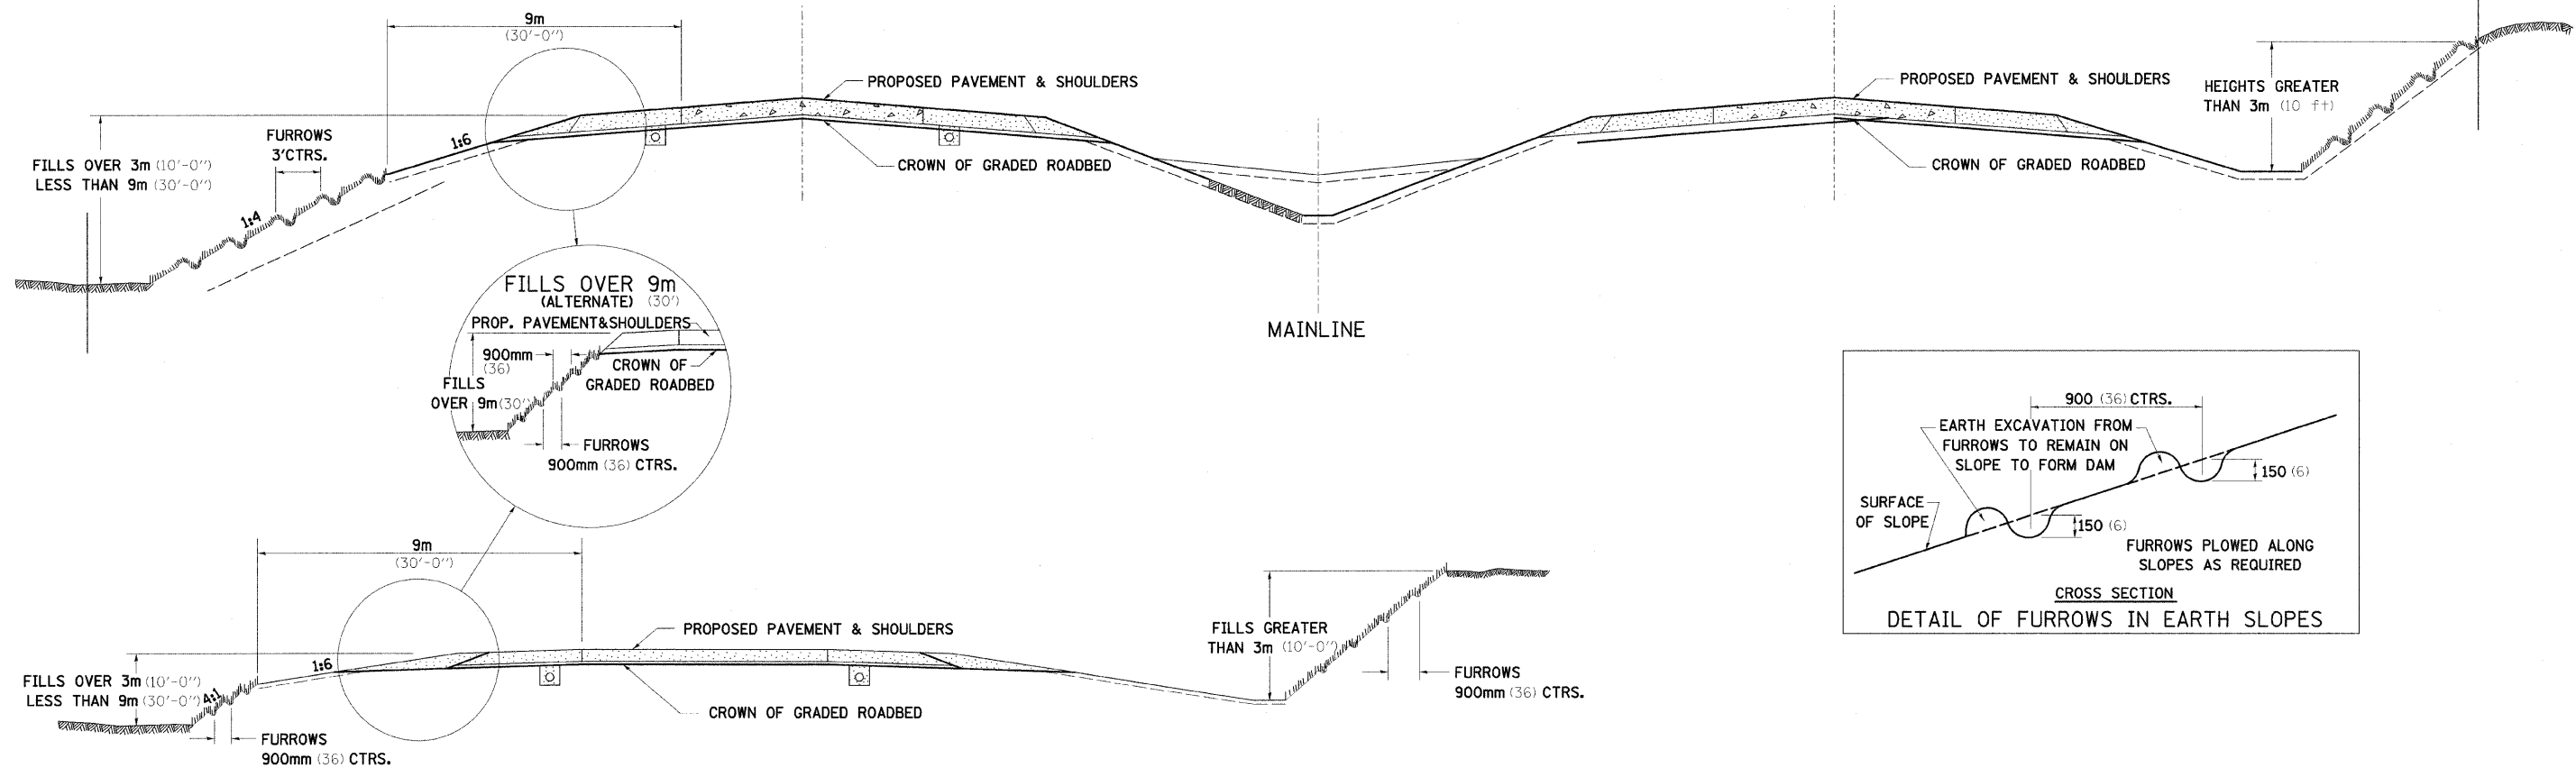 9m
(30'-0")
PROPOSED PAVEMENT & SHOULDERS
CROWN OF GRADED ROADBED
FURROWS
3'CTRS.
1:6
1:4
FILLS OVER 3m (10'-0")
LESS THAN 9m (30'-0")
PROPOSED PAVEMENT & SHOULDERS
CROWN OF GRADED ROADBED
HEIGHTS GREATER
THAN 3m (10 ft)
MAINLINE
FILLS OVER 9m
(ALTERNATE) (30')
PROP. PAVEMENT&SHOULDERS
900mm
(36)
CROWN OF
GRADED ROADBED
FILLS
OVER 9m(30')
FURROWS
900mm (36) CTRS.
900 (36) CTRS.
EARTH EXCAVATION FROM
FURROWS TO REMAIN ON
SLOPE TO FORM DAM
150 (6)
SURFACE
OF SLOPE
150 (6)
FURROWS PLOWED ALONG
SLOPES AS REQUIRED
CROSS SECTION
DETAIL OF FURROWS IN EARTH SLOPES
9m
(30'-0")
PROPOSED PAVEMENT & SHOULDERS
CROWN OF GRADED ROADBED
1:6
4:1
FILLS OVER 3m (10'-0")
LESS THAN 9m (30'-0")
FURROWS
900mm (36) CTRS.
FILLS GREATER
THAN 3m (10'-0")
FURROWS
900mm (36) CTRS.